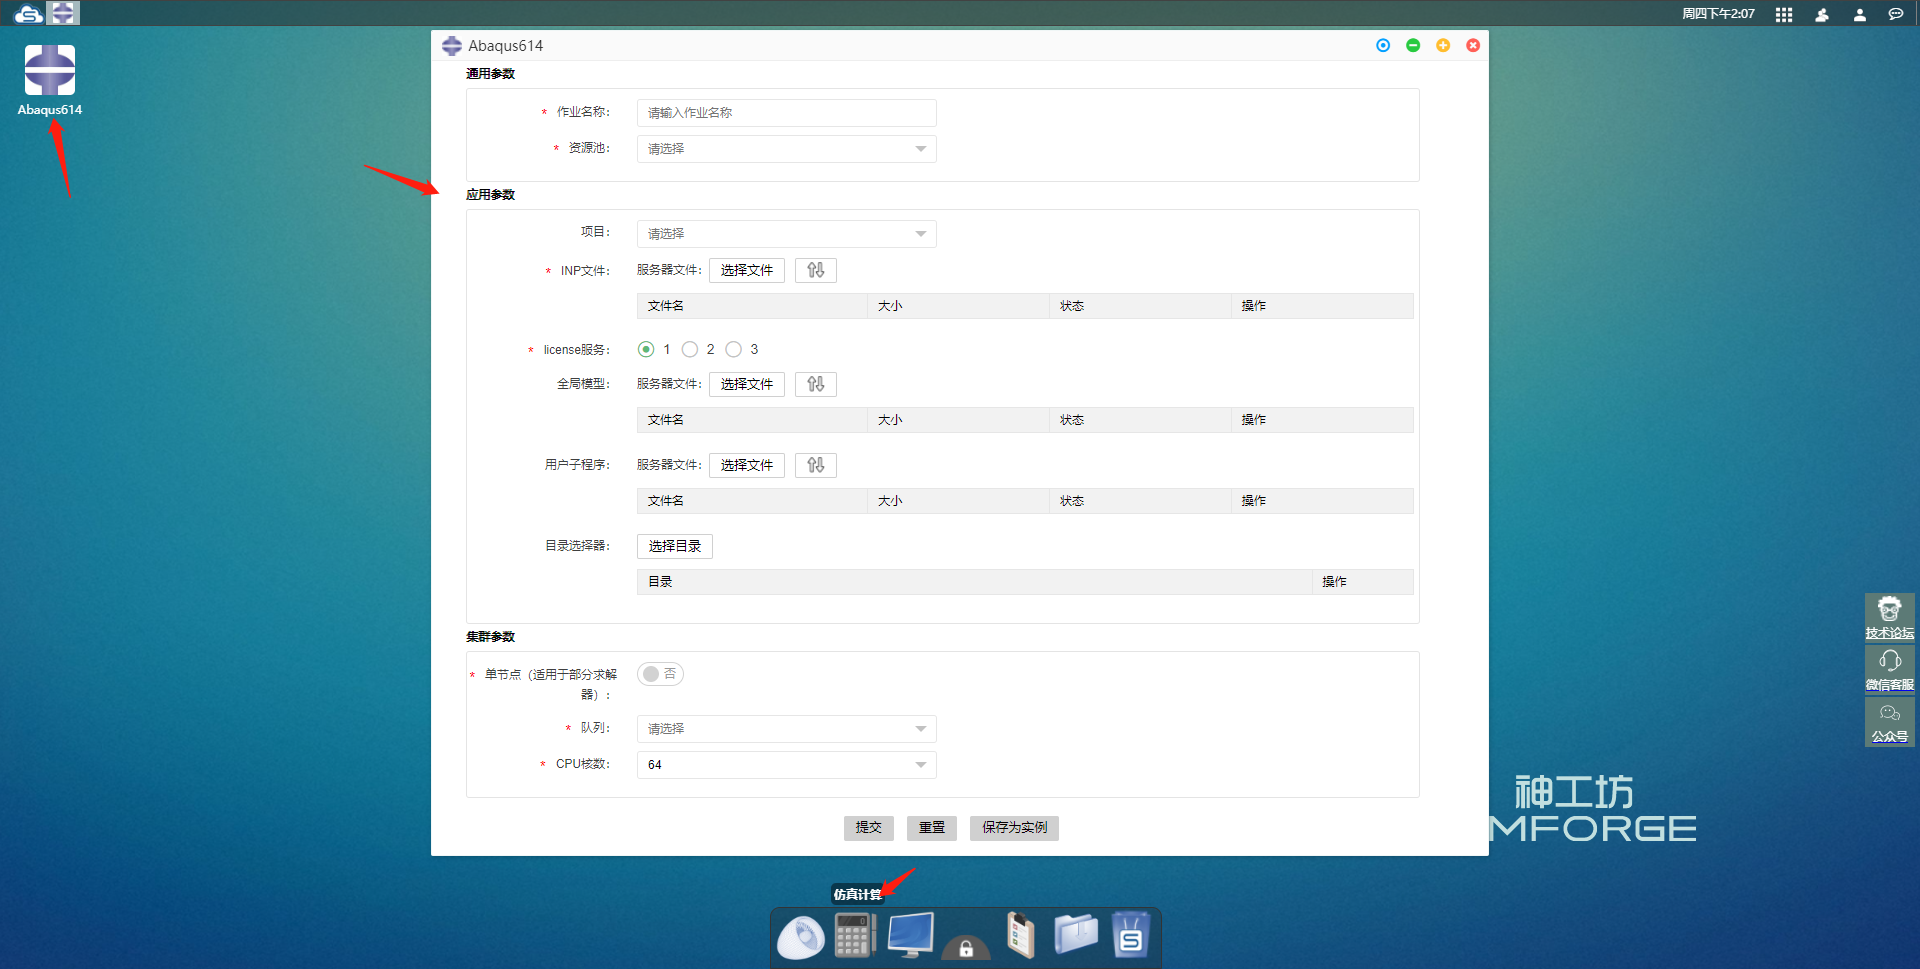 周四下午2:07
Abaqus614
Abaqus614
通用参数
* 作业名称: 请输入作业名称
* 资源池: 请选择
应用参数
项目: 请选择
* INP文件: 服务器文件: 选择文件
文件名 大小 状态 操作
* license服务: 1 2 3
全局模型: 服务器文件: 选择文件
文件名 大小 状态 操作
用户子程序: 服务器文件: 选择文件
文件名 大小 状态 操作
目录选择器: 选择目录
目录 操作
集群参数
* 单节点（适用于部分求解 否
器）:
* 队列: 请选择
* CPU核数: 64
提交 重置 保存为实例
技术论坛
微信客服
公众号
神工坊
MFORGE
仿真计算